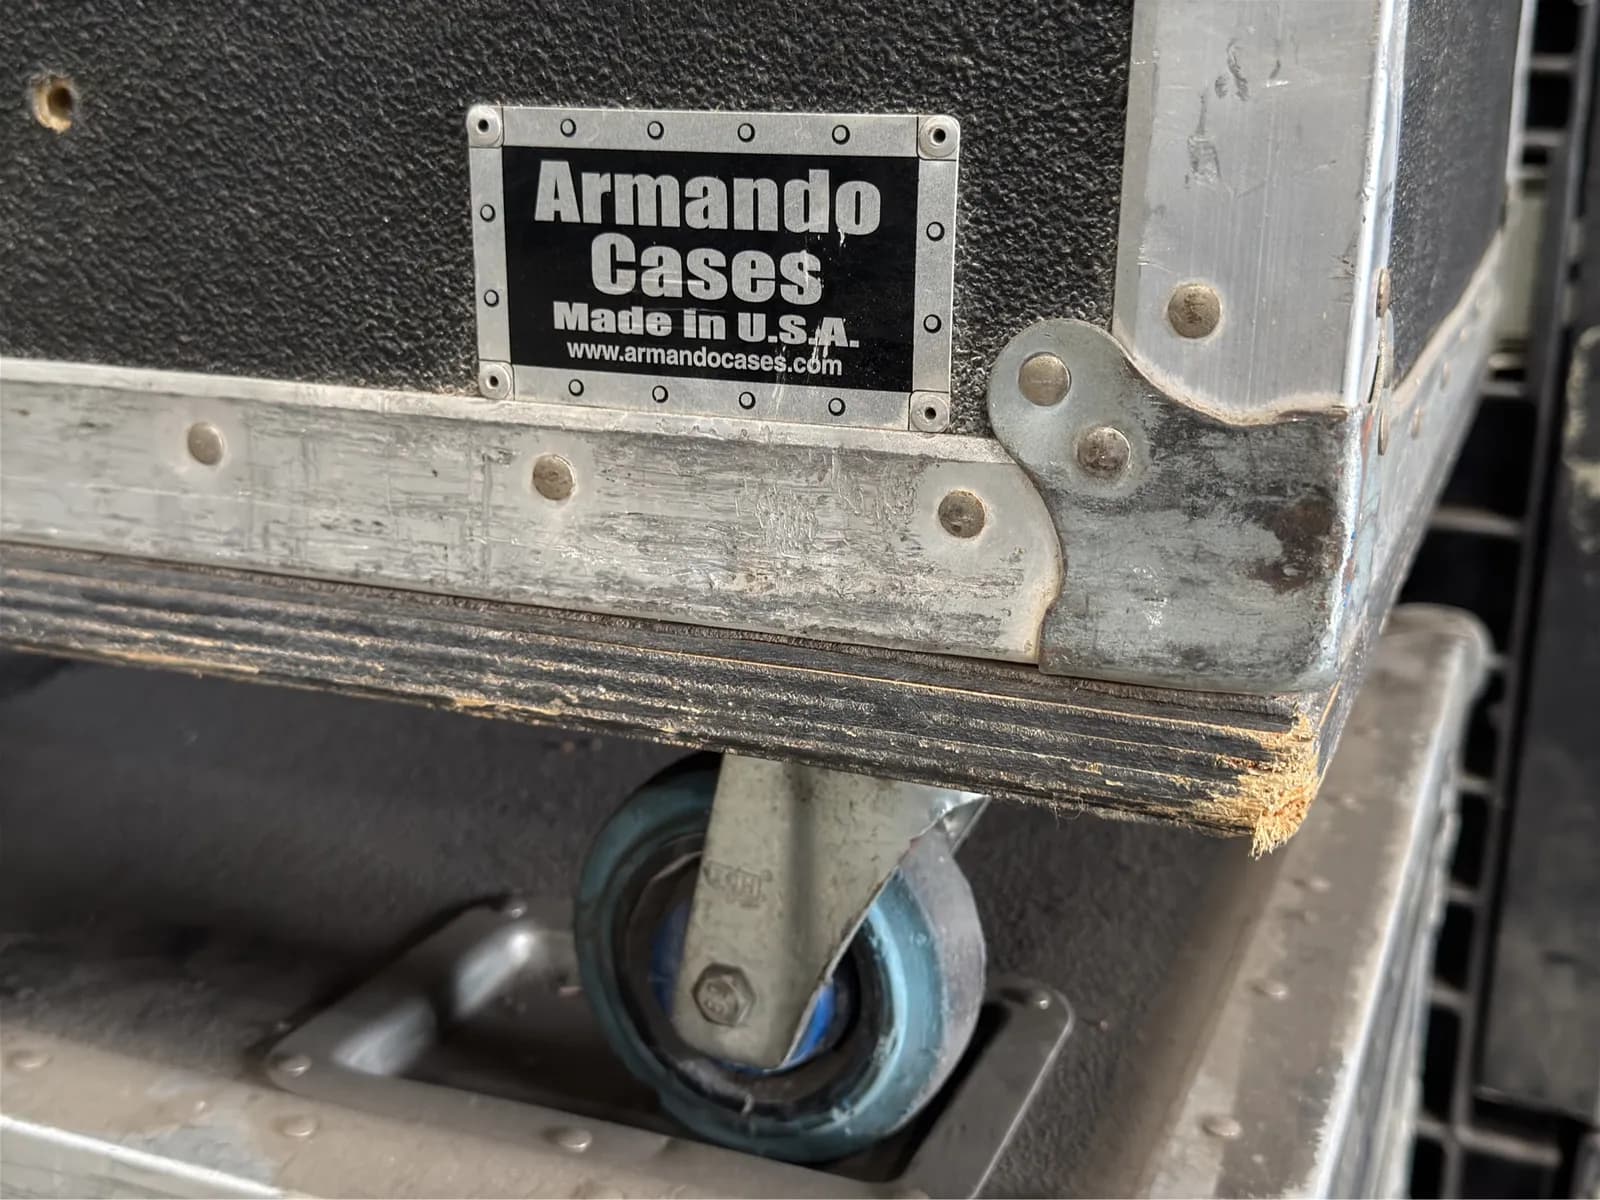 Armando
Cases
Made in U.S.A.
www.armandocases.com